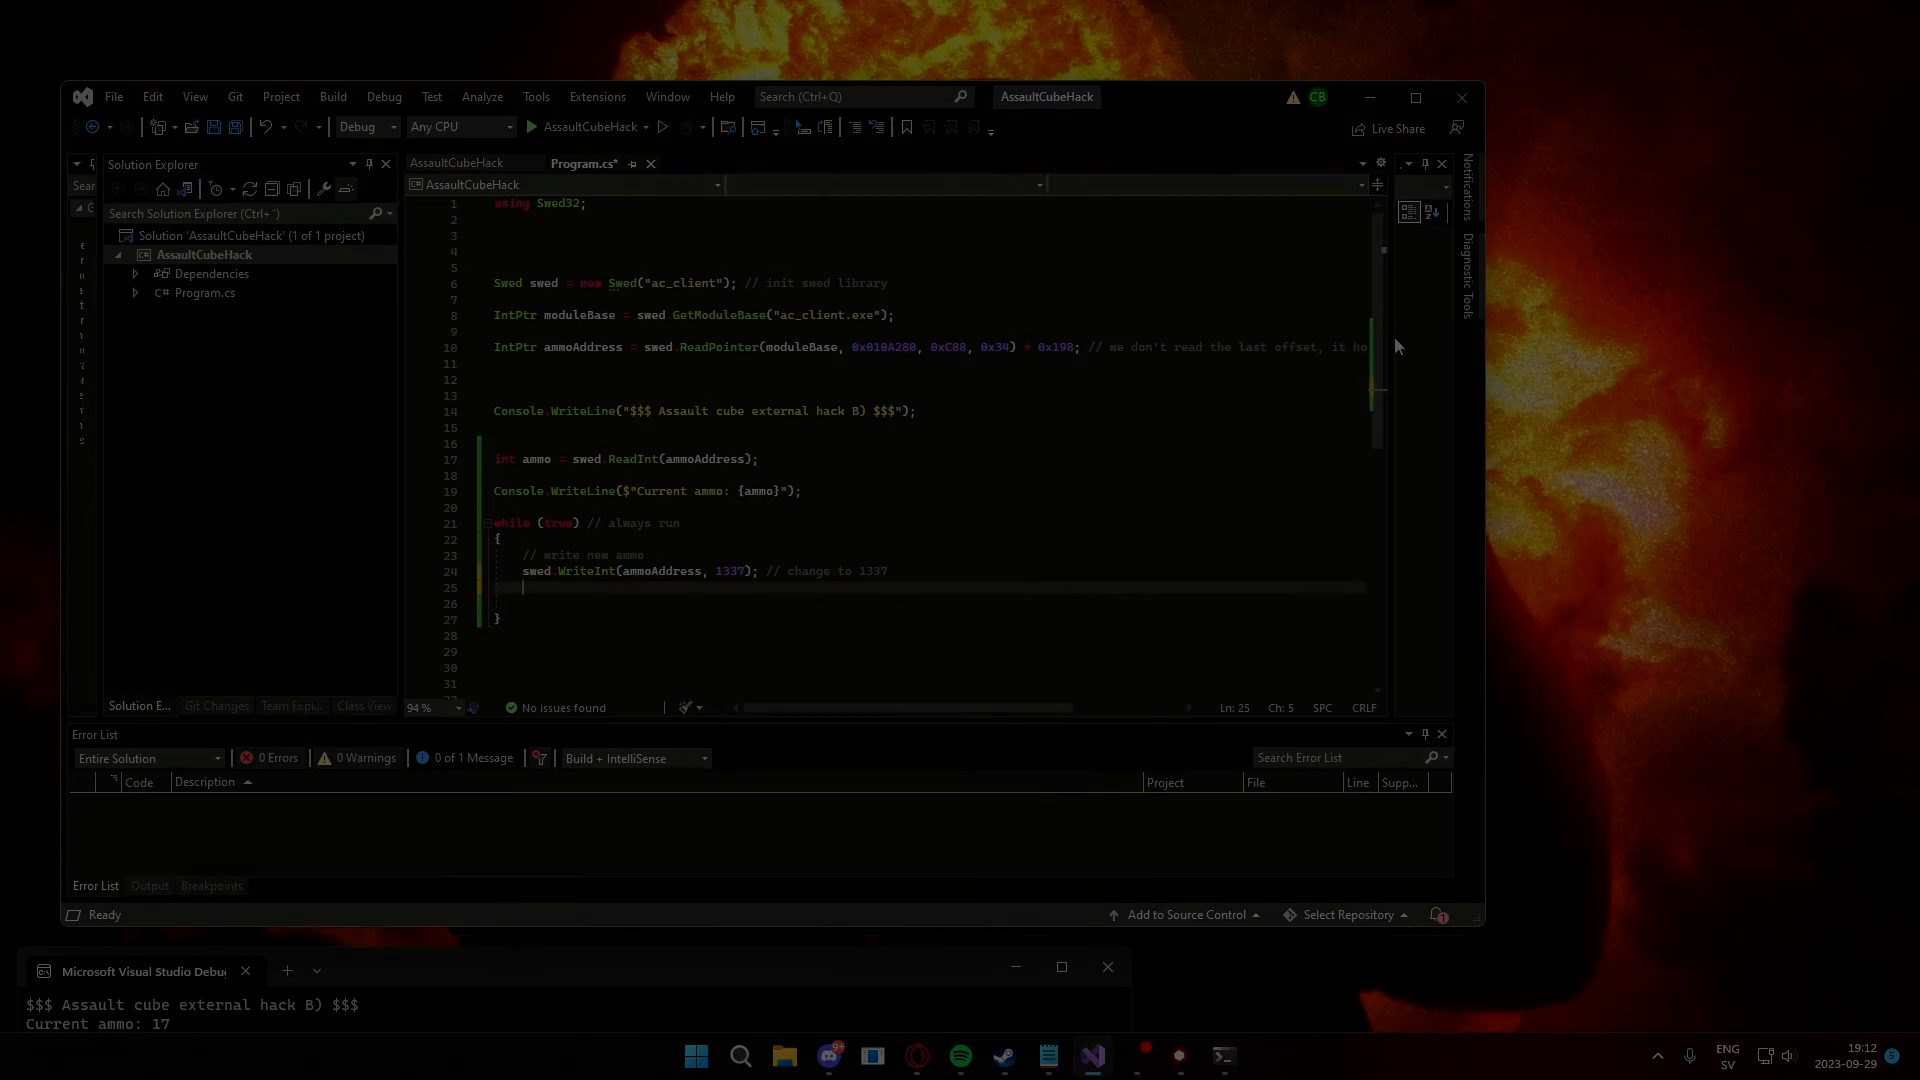 File Edit View Git Project Build Debug Test Analyze Tools Extensions Window Help Search (Ctrl+Q) AssaultCubeHack CB
Debug Any CPU AssaultCubeHack Live Share
Solution Explorer
AssaultCubeHack Program.cs*
Sear
AssaultCubeHack
Search Solution Explorer (Ctrl+¨)
Solution 'AssaultCubeHack' (1 of 1 project)
AssaultCubeHack
Dependencies
C# Program.cs
1 using Swed32;
2
3
4
5
6 Swed swed = new Swed("ac_client"); // init swed library
7
8 IntPtr moduleBase = swed.GetModuleBase("ac_client.exe");
9
10 IntPtr ammoAddress = swed.ReadPointer(moduleBase, 0x010A280, 0xC88, 0x34) + 0x198; // we don't read the last offset, it ho
11
12
13
14 Console.WriteLine("$$$ Assault cube external hack B) $$$");
15
16
17 int ammo = swed.ReadInt(ammoAddress);
18
19 Console.WriteLine($"Current ammo: {ammo}");
20
21 while (true) // always run
22 {
23 // write new ammo
24 swed.WriteInt(ammoAddress, 1337); // change to 1337
25
26
27 }
28
29
30
31
Notifications
Diagnostic Tools
Solution E... Git Changes Team Expl... Class View
94 % No issues found Ln: 25 Ch: 5 SPC CRLF
Error List
Entire Solution 0 Errors 0 Warnings 0 of 1 Message Build + IntelliSense Search Error List
Code Description Project File Line Supp...
Error List Output Breakpoints
Ready Add to Source Control Select Repository 1
Microsoft Visual Studio Debu
$$$ Assault cube external hack B) $$$
Current ammo: 17
9+
ENG
SV
19:12
2023-09-29
5